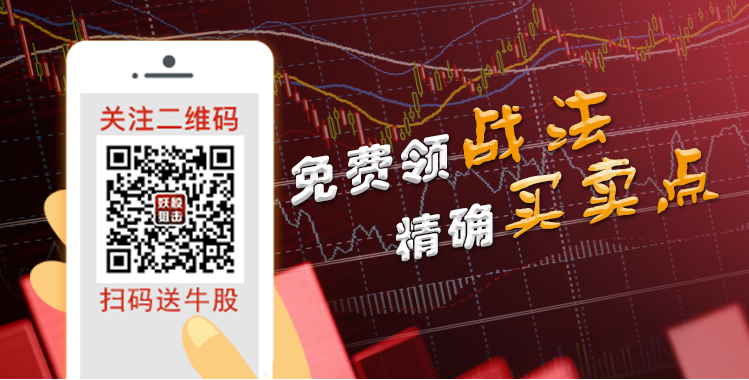 关注二维码
妖股
狙击
扫码送牛股
免费领战法
精确买卖点